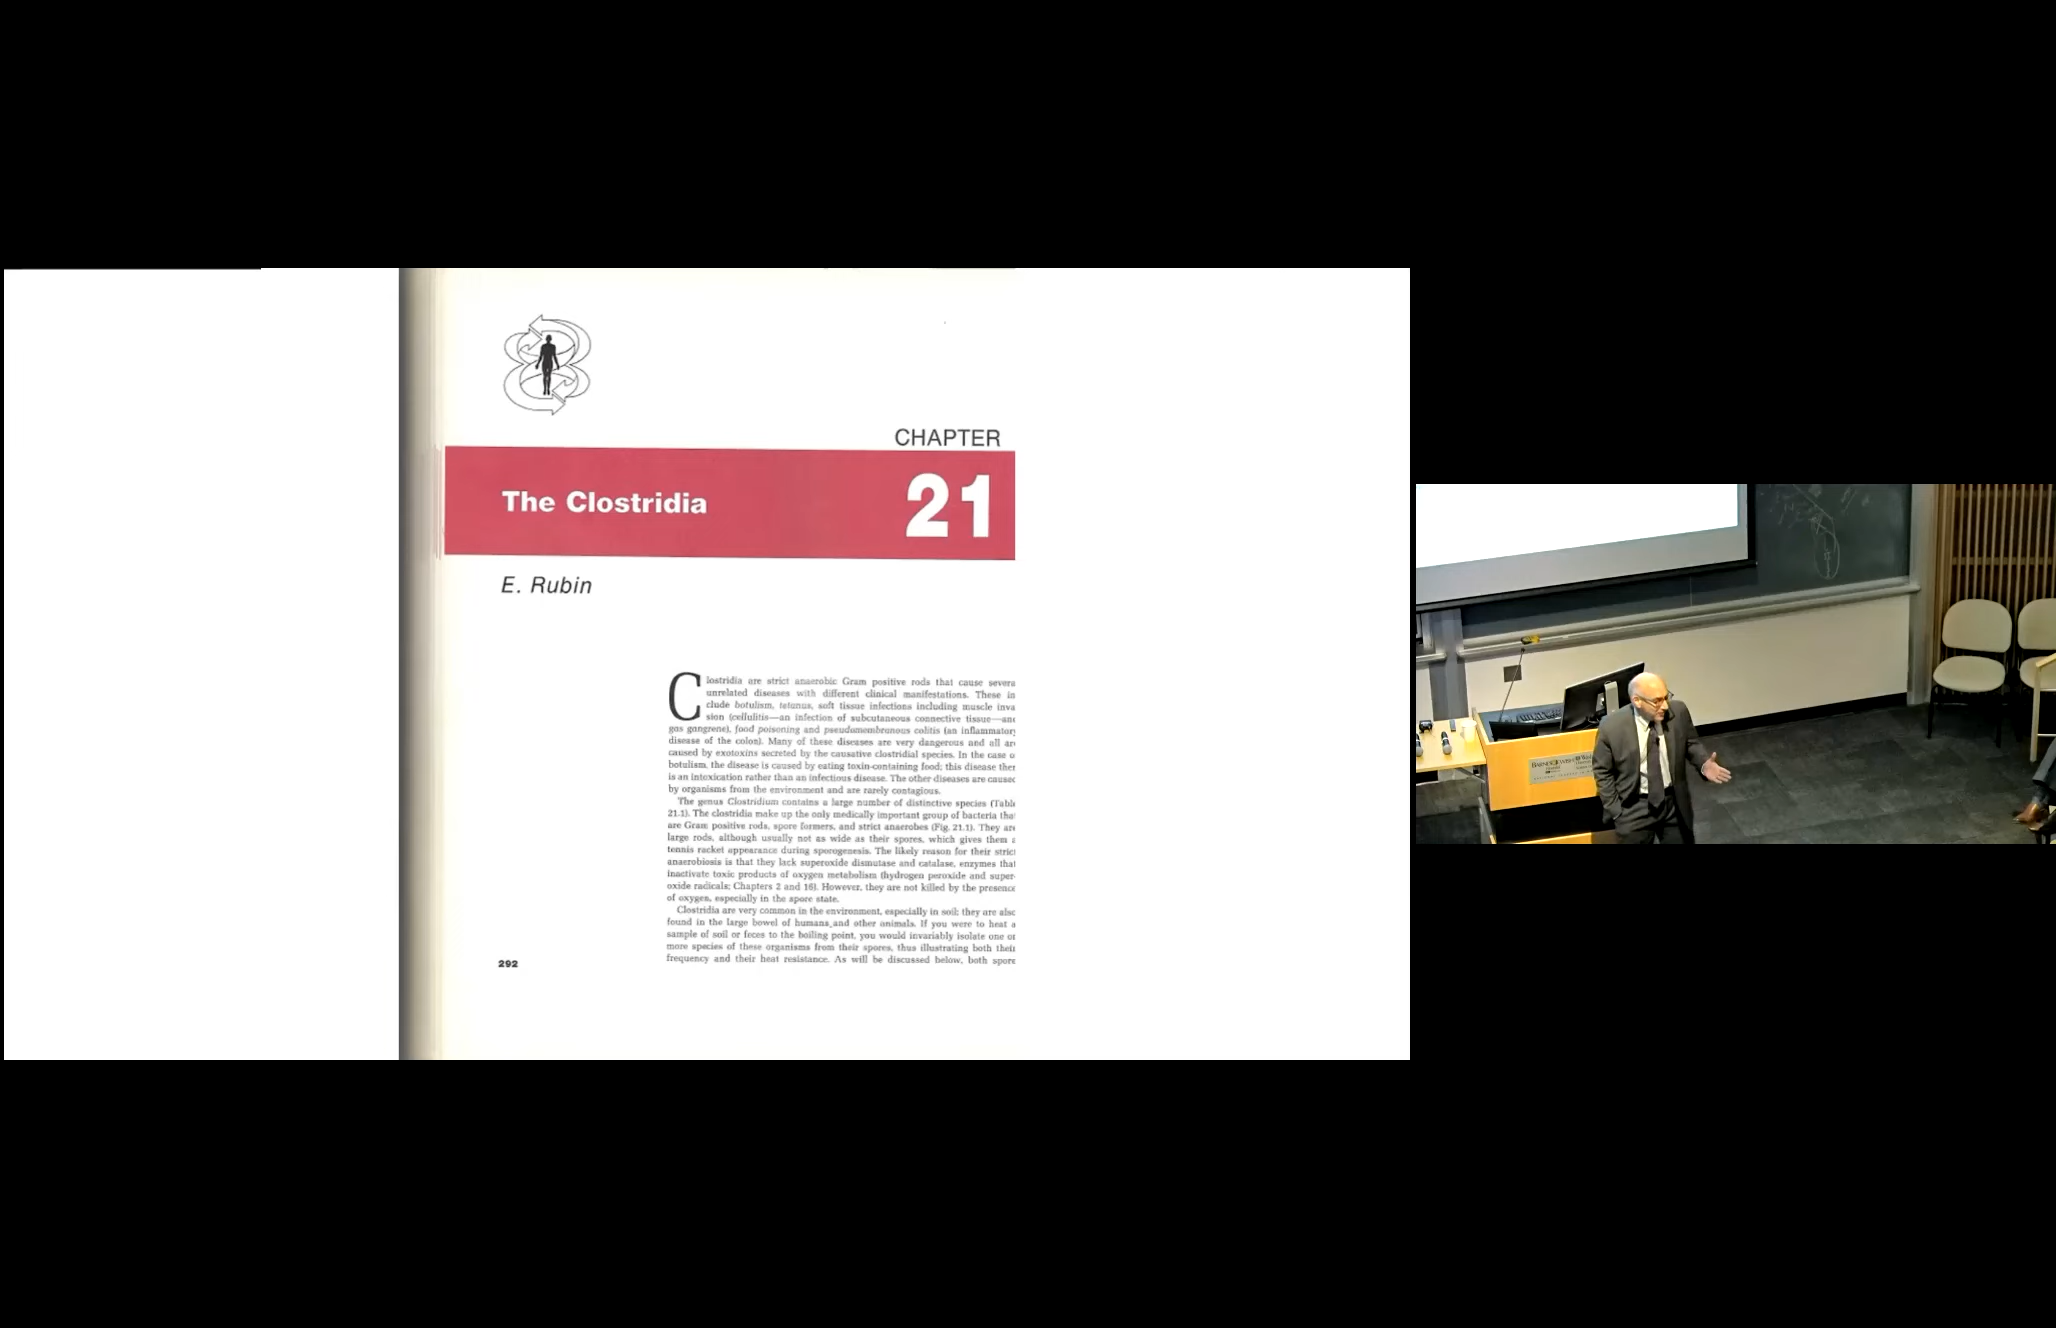 CHAPTER
The Clostridia 21
E. Rubin
Clostridia are strict anaerobic Gram positive rods that cause severa
unrelated diseases with different clinical manifestations. These in
clude botulism, tetanus, soft tissue infections including muscle inva
sion (cellulitis—an infection of subcutaneous connective tissue—and
gas gangrene), food poisoning and pseudomembranous colitis (an inflammatory
disease of the colon). Many of these diseases are very dangerous and all are
caused by exotoxins secreted by the causative clostridial species. In the case o
botulism, the disease is caused by eating toxin-containing food; this disease then
is an intoxication rather than an infectious disease. The other diseases are caused
by organisms from the environment and are rarely contagious.
The genus Clostridium contains a large number of distinctive species (Table
21.1). The clostridia make up the only medically important group of bacteria that
are Gram positive rods, spore formers, and strict anaerobes (Fig. 21.1). They are
large rods, although usually not as wide as their spores, which gives them a
tennis racket appearance during sporogenesis. The likely reason for their strict
anaerobiosis is that they lack superoxide dismutase and catalase, enzymes that
inactivate toxic products of oxygen metabolism (hydrogen peroxide and super-
oxide radicals; Chapters 2 and 16). However, they are not killed by the presence
of oxygen, especially in the spore state.
Clostridia are very common in the environment, especially in soil; they are also
found in the large bowel of humans and other animals. If you were to heat a
sample of soil or feces to the boiling point, you would invariably isolate one or
more species of these organisms from their spores, thus illustrating both their
frequency and their heat resistance. As will be discussed below, both spore
292